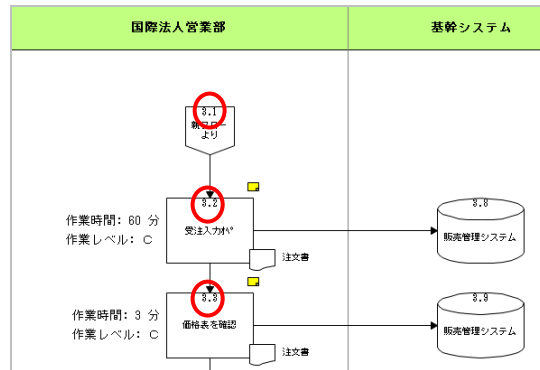 国際法人営業部
基幹システム
3.1
親フローより
3.2
受注入力ｵﾍﾟ
作業時間: 60 分
作業レベル: C
注文書
3.8
販売管理システム
3.3
価格表を確認
作業時間: 3 分
作業レベル: C
注文書
3.9
販売管理システム